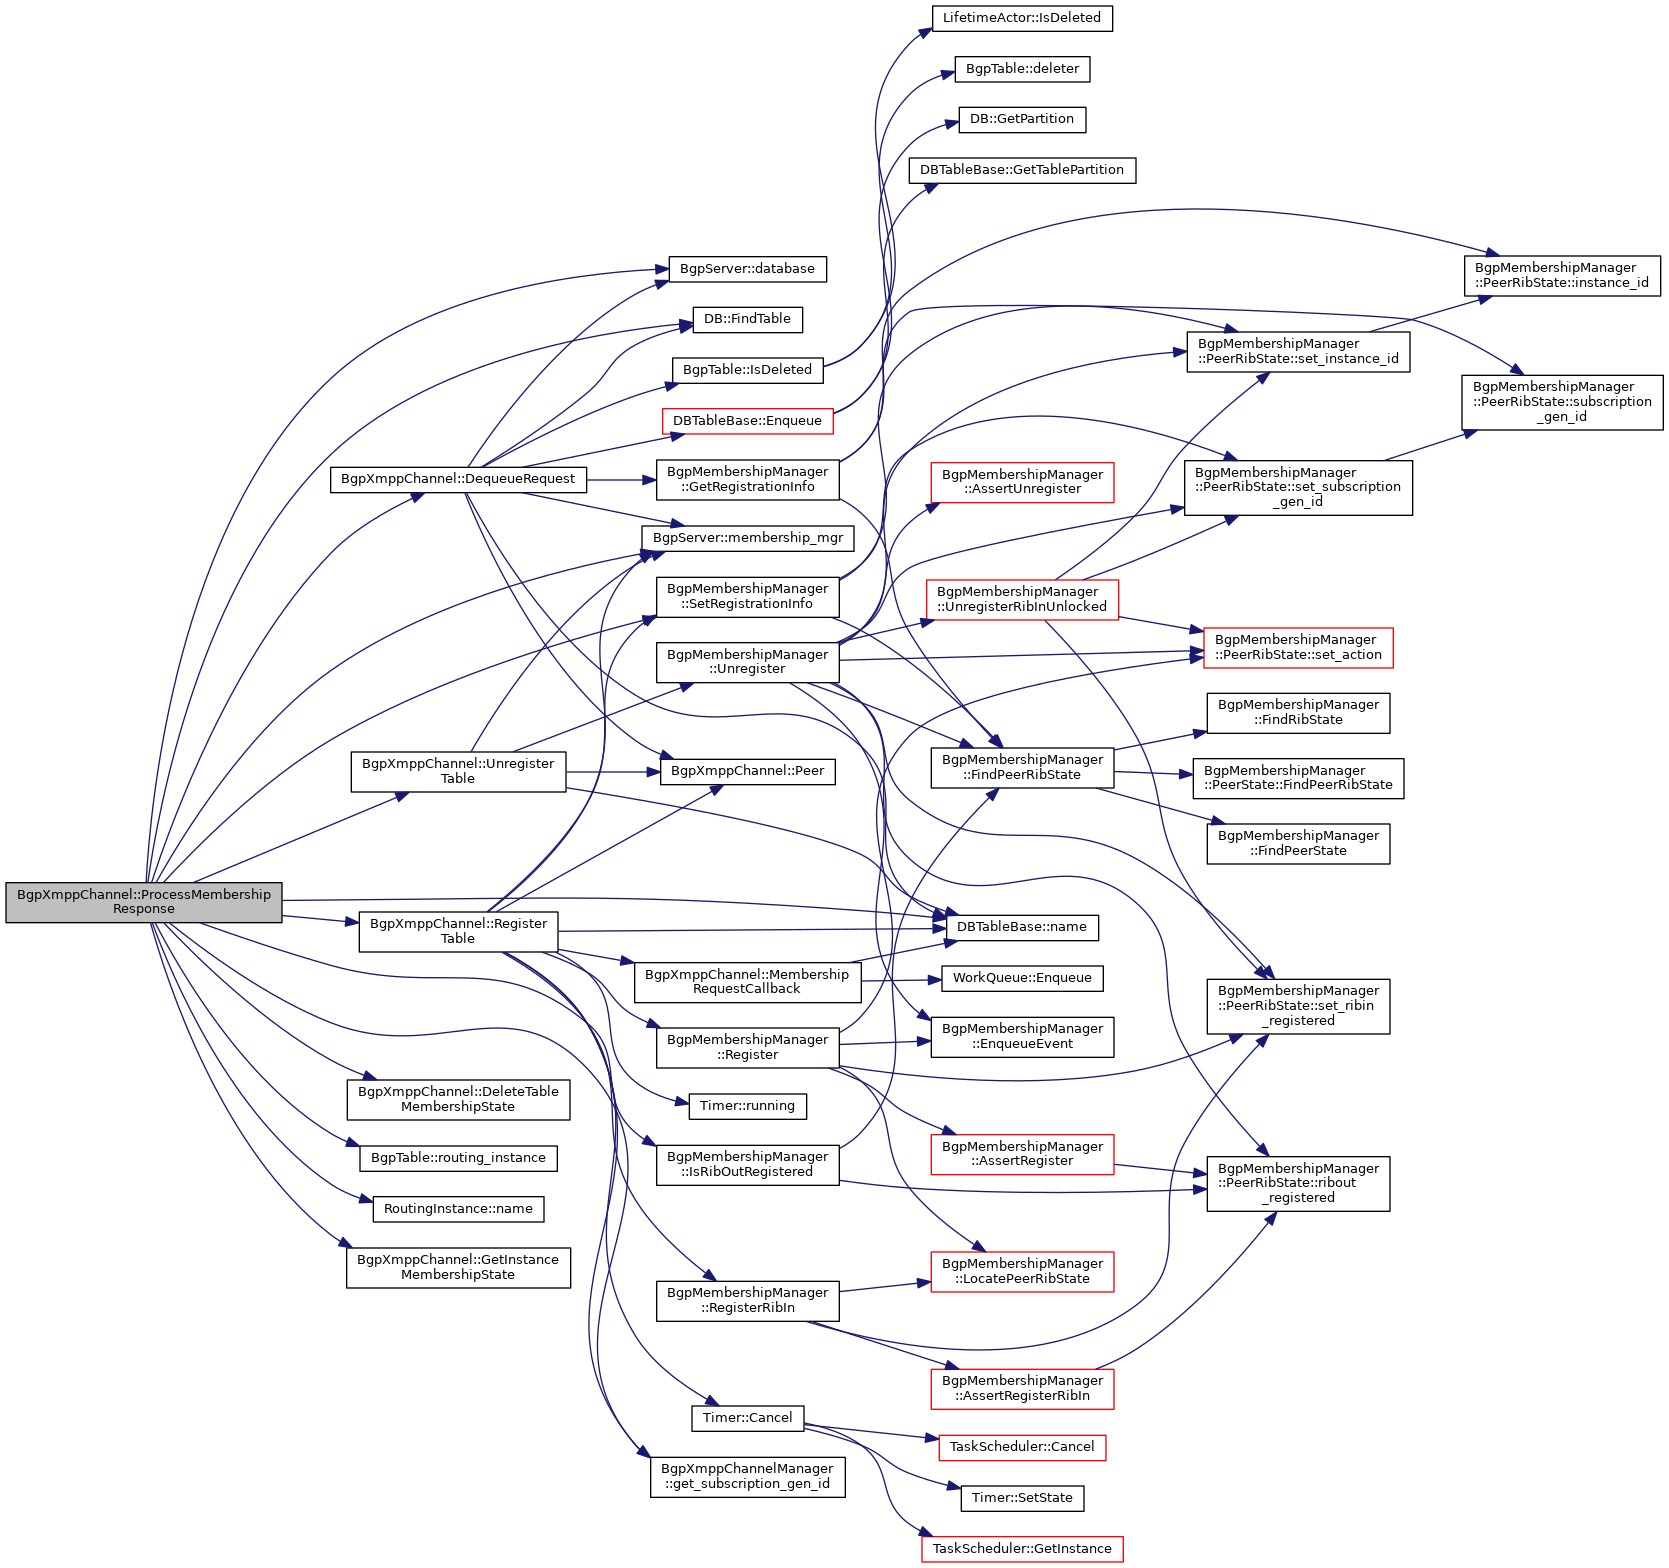 LifetimeActor::IsDeleted
BgpTable::deleter
DB::GetPartition
DBTableBase::GetTablePartition
BgpServer::database
BgpMembershipManager
::PeerRibState::instance_id
DB::FindTable
BgpMembershipManager
::PeerRibState::set_instance_id
BgpTable::IsDeleted
BgpMembershipManager
::PeerRibState::subscription
_gen_id
DBTableBase::Enqueue
BgpXmppChannel::DequeueRequest
BgpMembershipManager
::GetRegistrationInfo
BgpMembershipManager
::AssertUnregister
BgpMembershipManager
::PeerRibState::set_subscription
_gen_id
BgpServer::membership_mgr
BgpMembershipManager
::SetRegistrationInfo
BgpMembershipManager
::UnregisterRibInUnlocked
BgpMembershipManager
::Unregister
BgpMembershipManager
::PeerRibState::set_action
BgpMembershipManager
::FindRibState
BgpXmppChannel::Unregister
Table
BgpXmppChannel::Peer
BgpMembershipManager
::FindPeerRibState
BgpMembershipManager
::PeerState::FindPeerRibState
BgpMembershipManager
::FindPeerState
BgpXmppChannel::ProcessMembership
Response
BgpXmppChannel::Register
Table
DBTableBase::name
BgpXmppChannel::Membership
RequestCallback
WorkQueue::Enqueue
BgpMembershipManager
::PeerRibState::set_ribin
_registered
BgpMembershipManager
::Register
BgpMembershipManager
::EnqueueEvent
BgpXmppChannel::DeleteTable
MembershipState
Timer::running
BgpTable::routing_instance
BgpMembershipManager
::IsRibOutRegistered
BgpMembershipManager
::AssertRegister
BgpMembershipManager
::PeerRibState::ribout
_registered
RoutingInstance::name
BgpXmppChannel::GetInstance
MembershipState
BgpMembershipManager
::LocatePeerRibState
BgpMembershipManager
::RegisterRibIn
BgpMembershipManager
::AssertRegisterRibIn
Timer::Cancel
TaskScheduler::Cancel
BgpXmppChannelManager
::get_subscription_gen_id
Timer::SetState
TaskScheduler::GetInstance